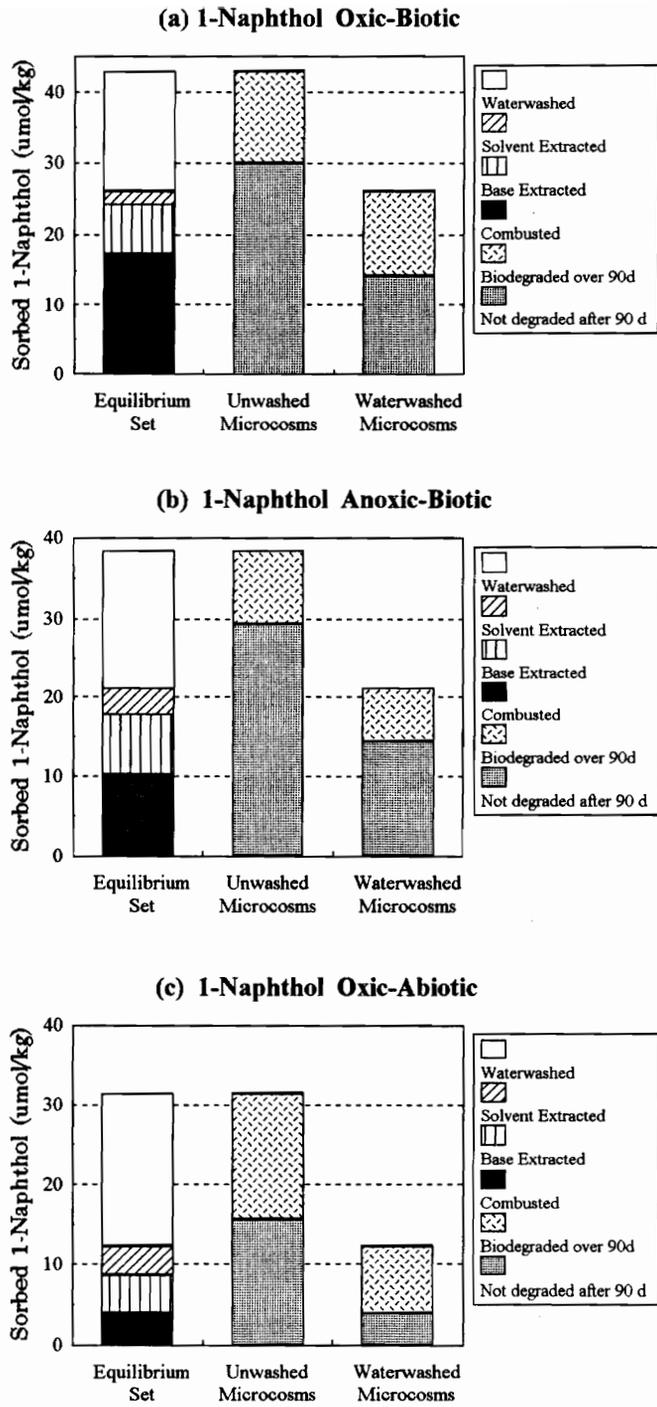 (a) 1-Naphthol Oxic-Biotic
Sorbed 1-Naphthol (umol/kg)
40
30
20
10
0
Equilibrium
Set
Unwashed
Microcosms
Waterwashed
Microcosms
Waterwashed
Solvent Extracted
Base Extracted
Combusted
Biodegraded over 90d
Not degraded after 90 d
(b) 1-Naphthol Anoxic-Biotic
Sorbed 1-Naphthol (umol/kg)
40
30
20
10
0
Equilibrium
Set
Unwashed
Microcosms
Waterwashed
Microcosms
Waterwashed
Solvent Extracted
Base Extracted
Combusted
Biodegraded over 90d
Not degraded after 90 d
(c) 1-Naphthol Oxic-Abiotic
Sorbed 1-Naphthol (umol/kg)
40
30
20
10
0
Equilibrium
Set
Unwashed
Microcosms
Waterwashed
Microcosms
Waterwashed
Solvent Extracted
Base Extracted
Combusted
Biodegraded over 90d
Not degraded after 90 d